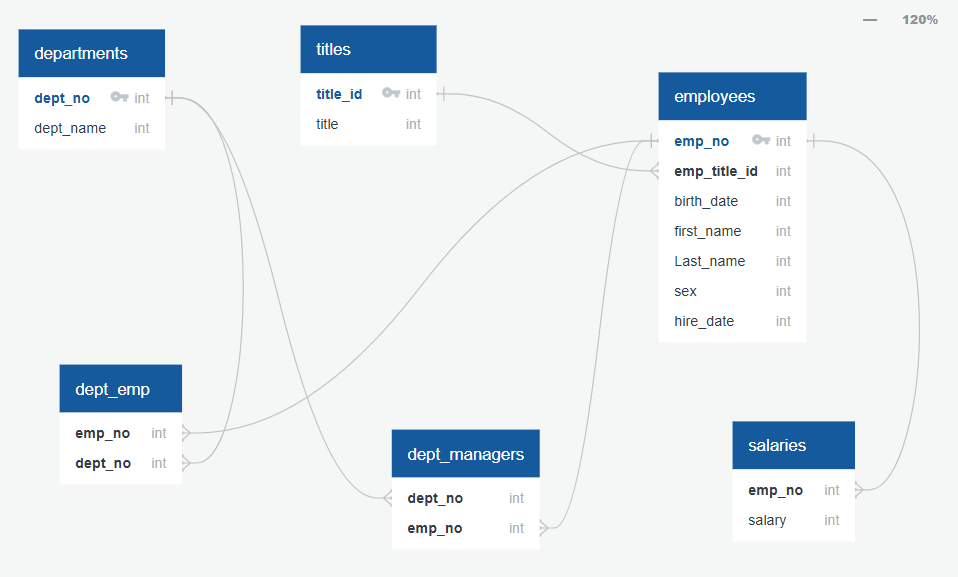 120%
departments
dept_no int
dept_name int
titles
title_id int
title int
employees
emp_no int
emp_title_id int
birth_date int
first_name int
Last_name int
sex int
hire_date int
dept_emp
emp_no int
dept_no int
dept_managers
dept_no int
emp_no int
salaries
emp_no int
salary int